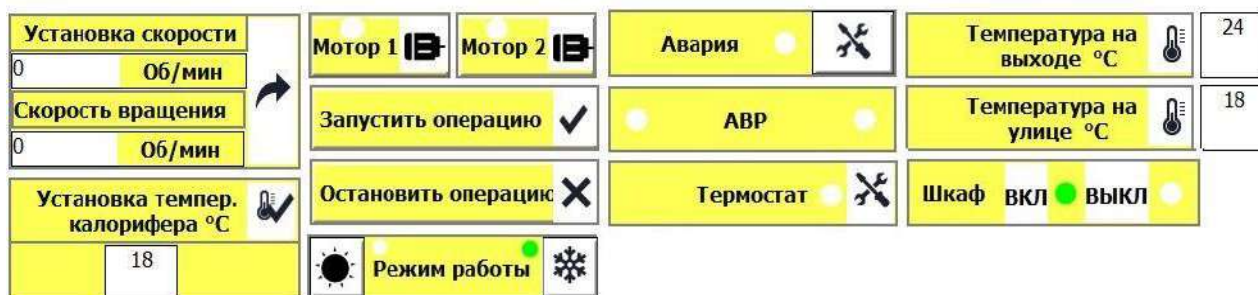 Установка скорости
0
Об/мин
Скорость вращения
0
Об/мин
Установка темпер.
калорифера °C
18
Мотор 1
Мотор 2
Запустить операцию
Остановить операцию
Режим работы
Авария
АВР
Термостат
Температура на
выходе °C
24
Температура на
улице °C
18
Шкаф ВКЛ ВЫКЛ